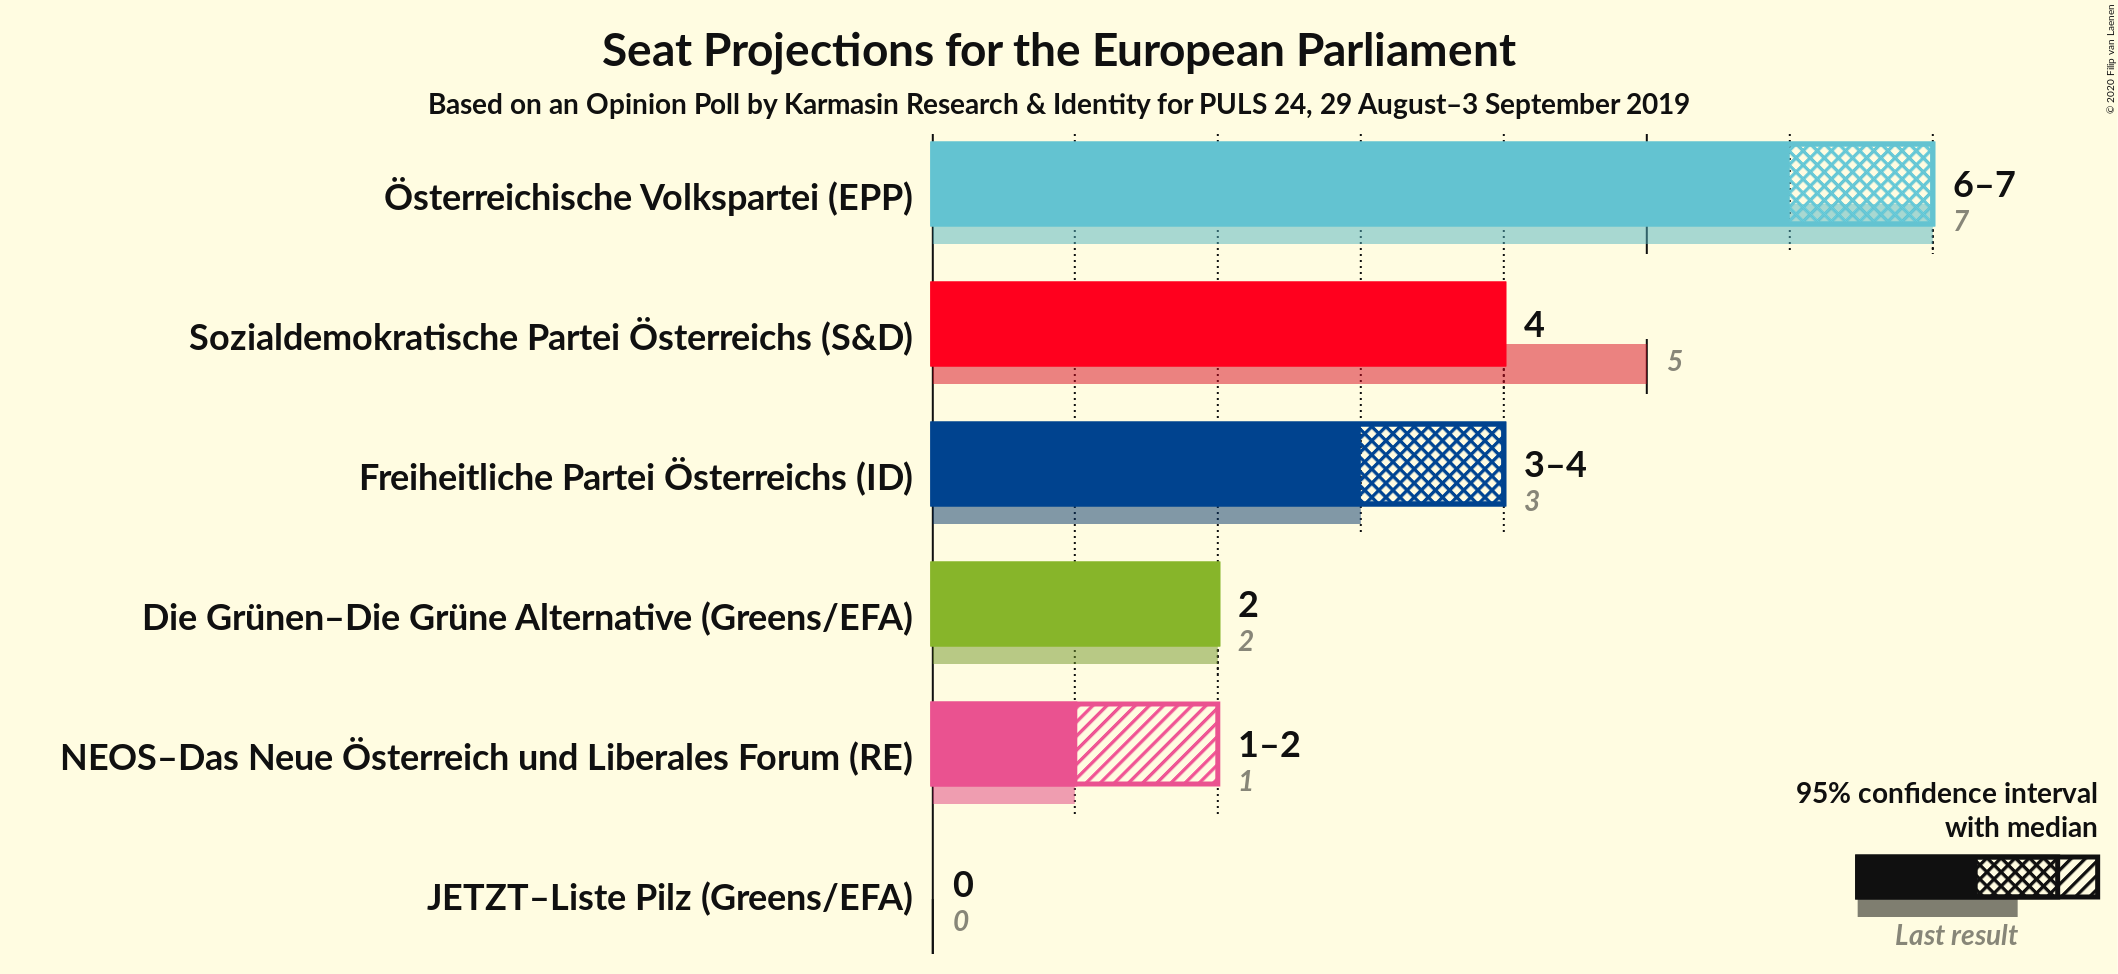 Seat Projections for the European Parliament
Based on an Opinion Poll by Karmasin Research & Identity for PULS 24, 29 August–3 September 2019
© 2020 Filip van Laenen
Österreichische Volkspartei (EPP)
6–7
7
Sozialdemokratische Partei Österreichs (S&D)
4
5
Freiheitliche Partei Österreichs (ID)
3–4
3
Die Grünen–Die Grüne Alternative (Greens/EFA)
2
2
NEOS–Das Neue Österreich und Liberales Forum (RE)
1–2
1
JETZT–Liste Pilz (Greens/EFA)
0
0
95% confidence interval
with median
Last result